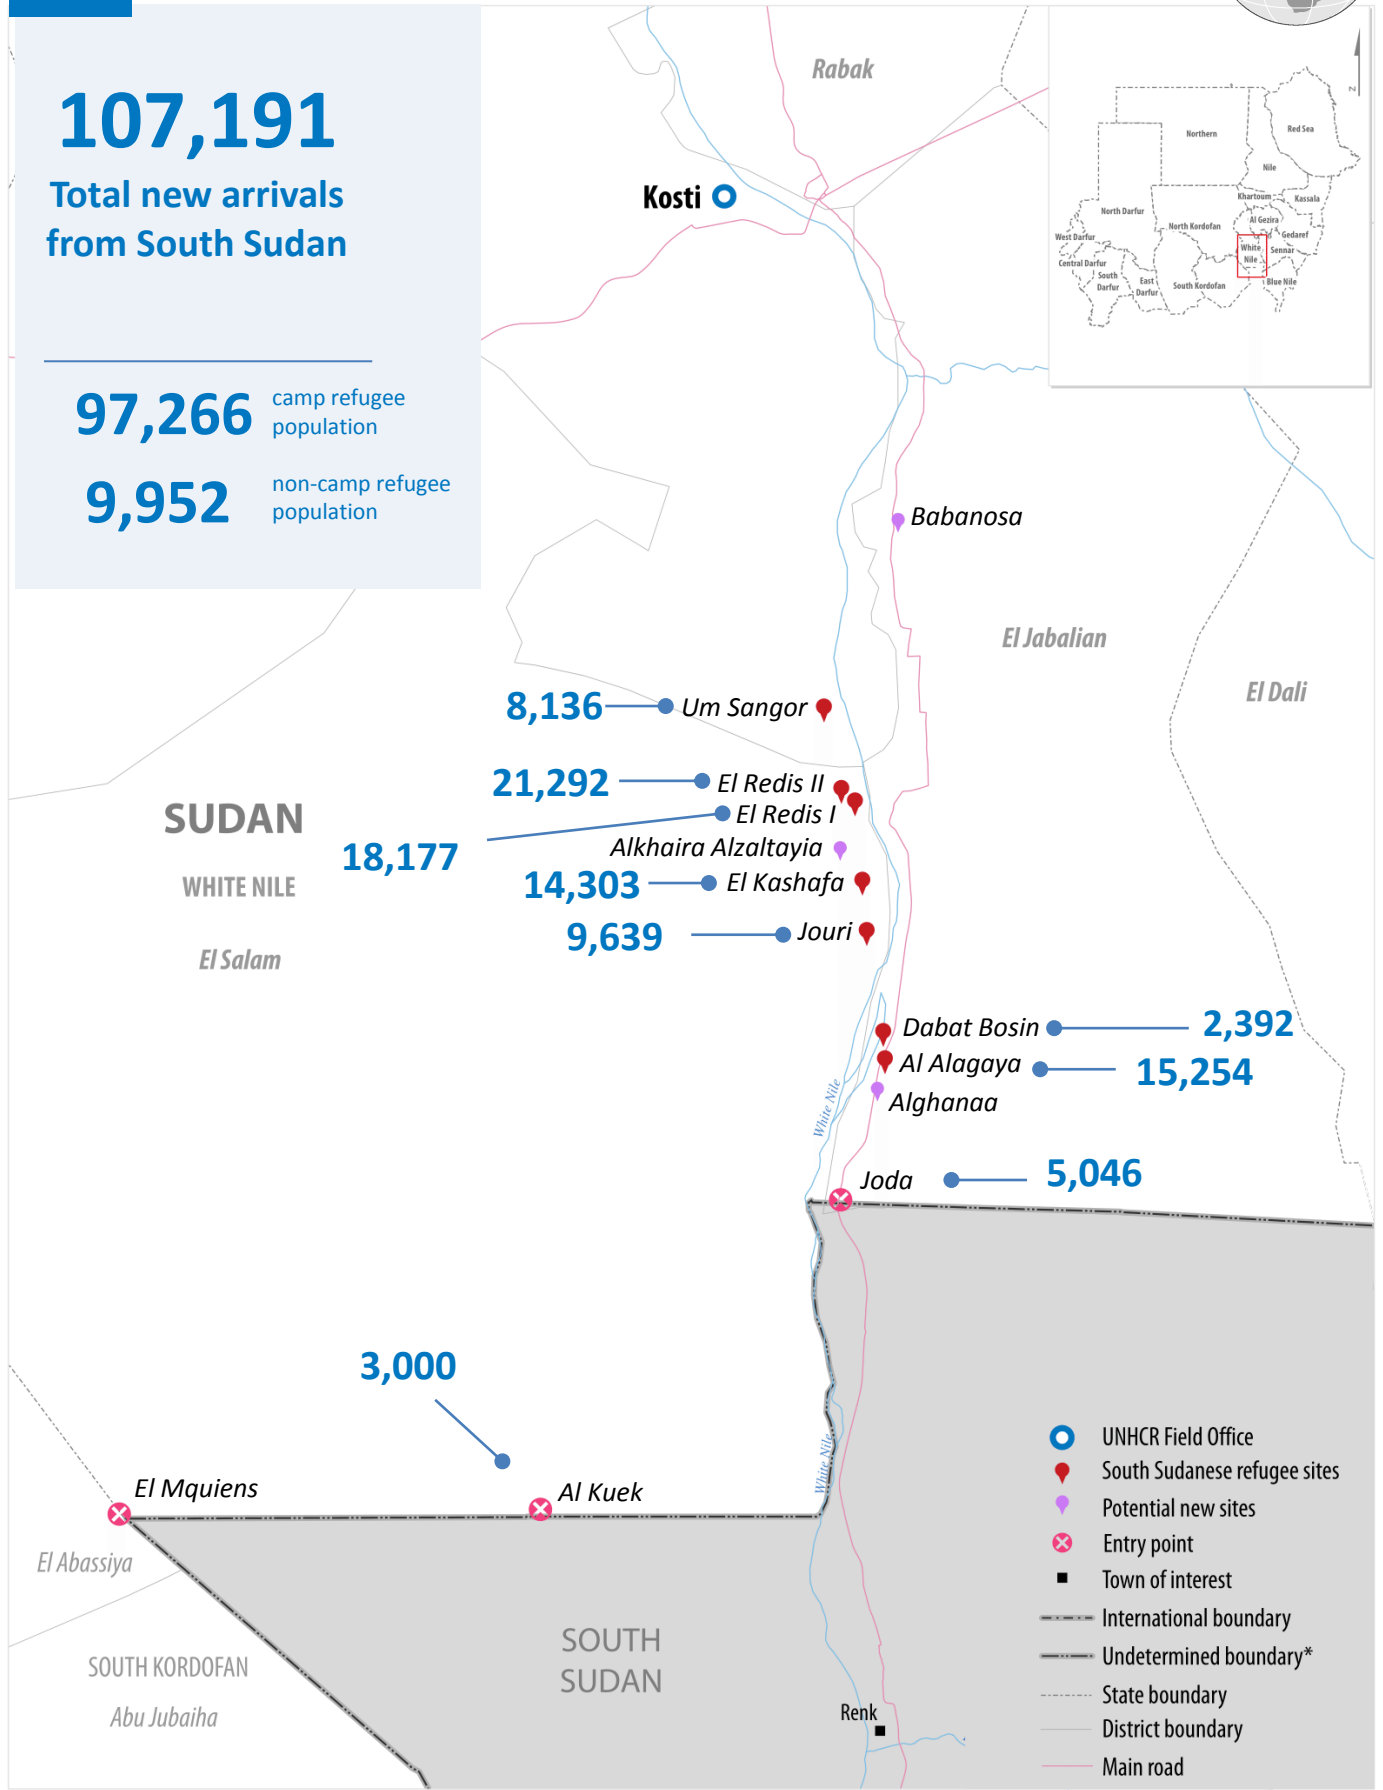 107,191
Total new arrivals
from South Sudan
97,266
camp refugee
population
9,952
non-camp refugee
population
Rabak
Kosti
N
Northern
Red Sea
Nile
Khartoum
Kassala
North Darfur
Al Gezira
North Kordofan
Gedaref
West Darfur
White
Nile
Sennar
Central Darfur
South
Darfur
East
Darfur
South Kordofan
Blue Nile
Babanosa
El Jabalian
El Dali
8,136
Um Sangor
21,292
El Redis II
El Redis I
18,177
Alkhaira Alzaltayia
14,303
El Kashafa
9,639
Jouri
SUDAN
WHITE NILE
El Salam
Dabat Bosin
2,392
Al Alagaya
15,254
Alghanaa
White Nile
Joda
5,046
3,000
White Nile
El Mquiens
Al Kuek
El Abassiya
SOUTH KORDOFAN
Abu Jubaiha
SOUTH
SUDAN
Renk
UNHCR Field Office
South Sudanese refugee sites
Potential new sites
Entry point
Town of interest
International boundary
Undetermined boundary*
State boundary
District boundary
Main road